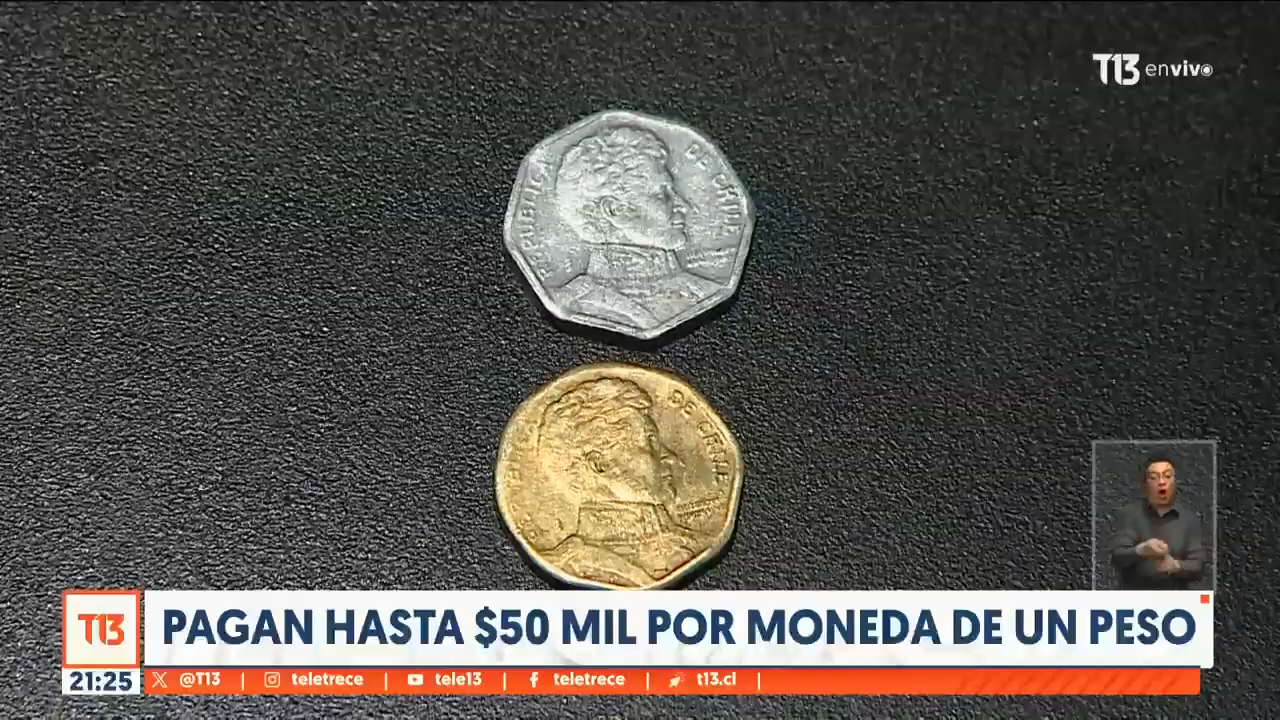 T13 envivo
REPUBLICA DE CHILE
DE CHILE
T13 PAGAN HASTA $50 MIL POR MONEDA DE UN PESO
21:25 @T13 | teletrece | tele13 | teletrece | t13.cl |